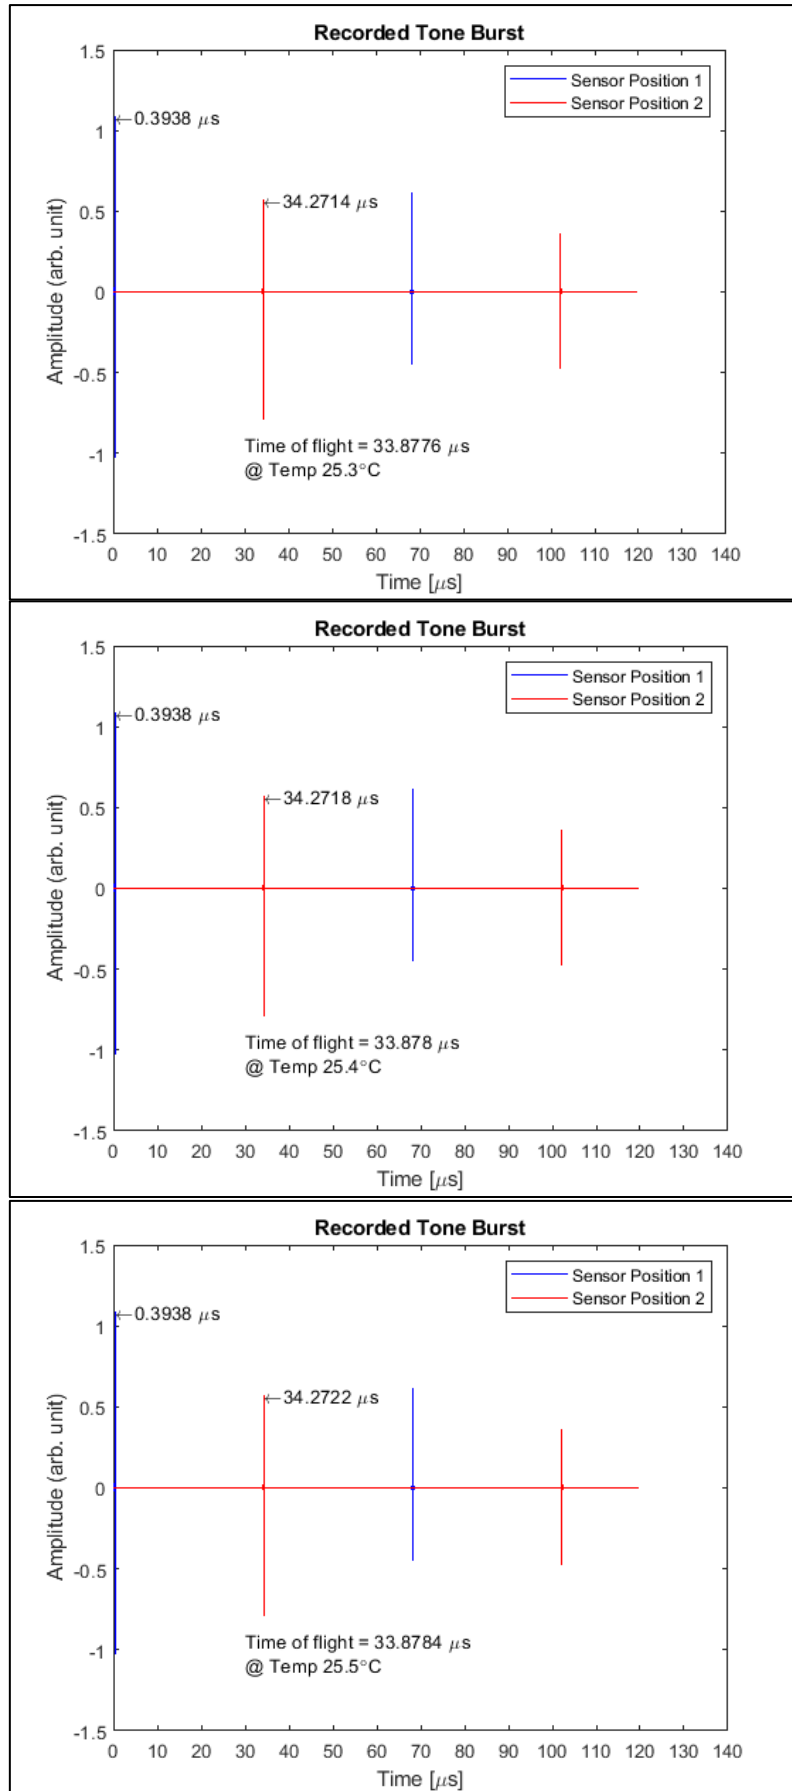 Recorded Tone Burst
1.5
Sensor Position 1
Sensor Position 2
←0.3938 μs
1
←34.2714 μs
0.5
Amplitude (arb. unit)
0
-0.5
Time of flight = 33.8776 μs
-1
@ Temp 25.3°C
-1.5
0 10 20 30 40 50 60 70 80 90 100 110 120 130 140
Time [μs]
Recorded Tone Burst
1.5
Sensor Position 1
Sensor Position 2
←0.3938 μs
1
←34.2718 μs
0.5
Amplitude (arb. unit)
0
-0.5
Time of flight = 33.878 μs
-1
@ Temp 25.4°C
-1.5
0 10 20 30 40 50 60 70 80 90 100 110 120 130 140
Time [μs]
Recorded Tone Burst
1.5
Sensor Position 1
Sensor Position 2
←0.3938 μs
1
←34.2722 μs
0.5
Amplitude (arb. unit)
0
-0.5
Time of flight = 33.8784 μs
-1
@ Temp 25.5°C
-1.5
0 10 20 30 40 50 60 70 80 90 100 110 120 130 140
Time [μs]